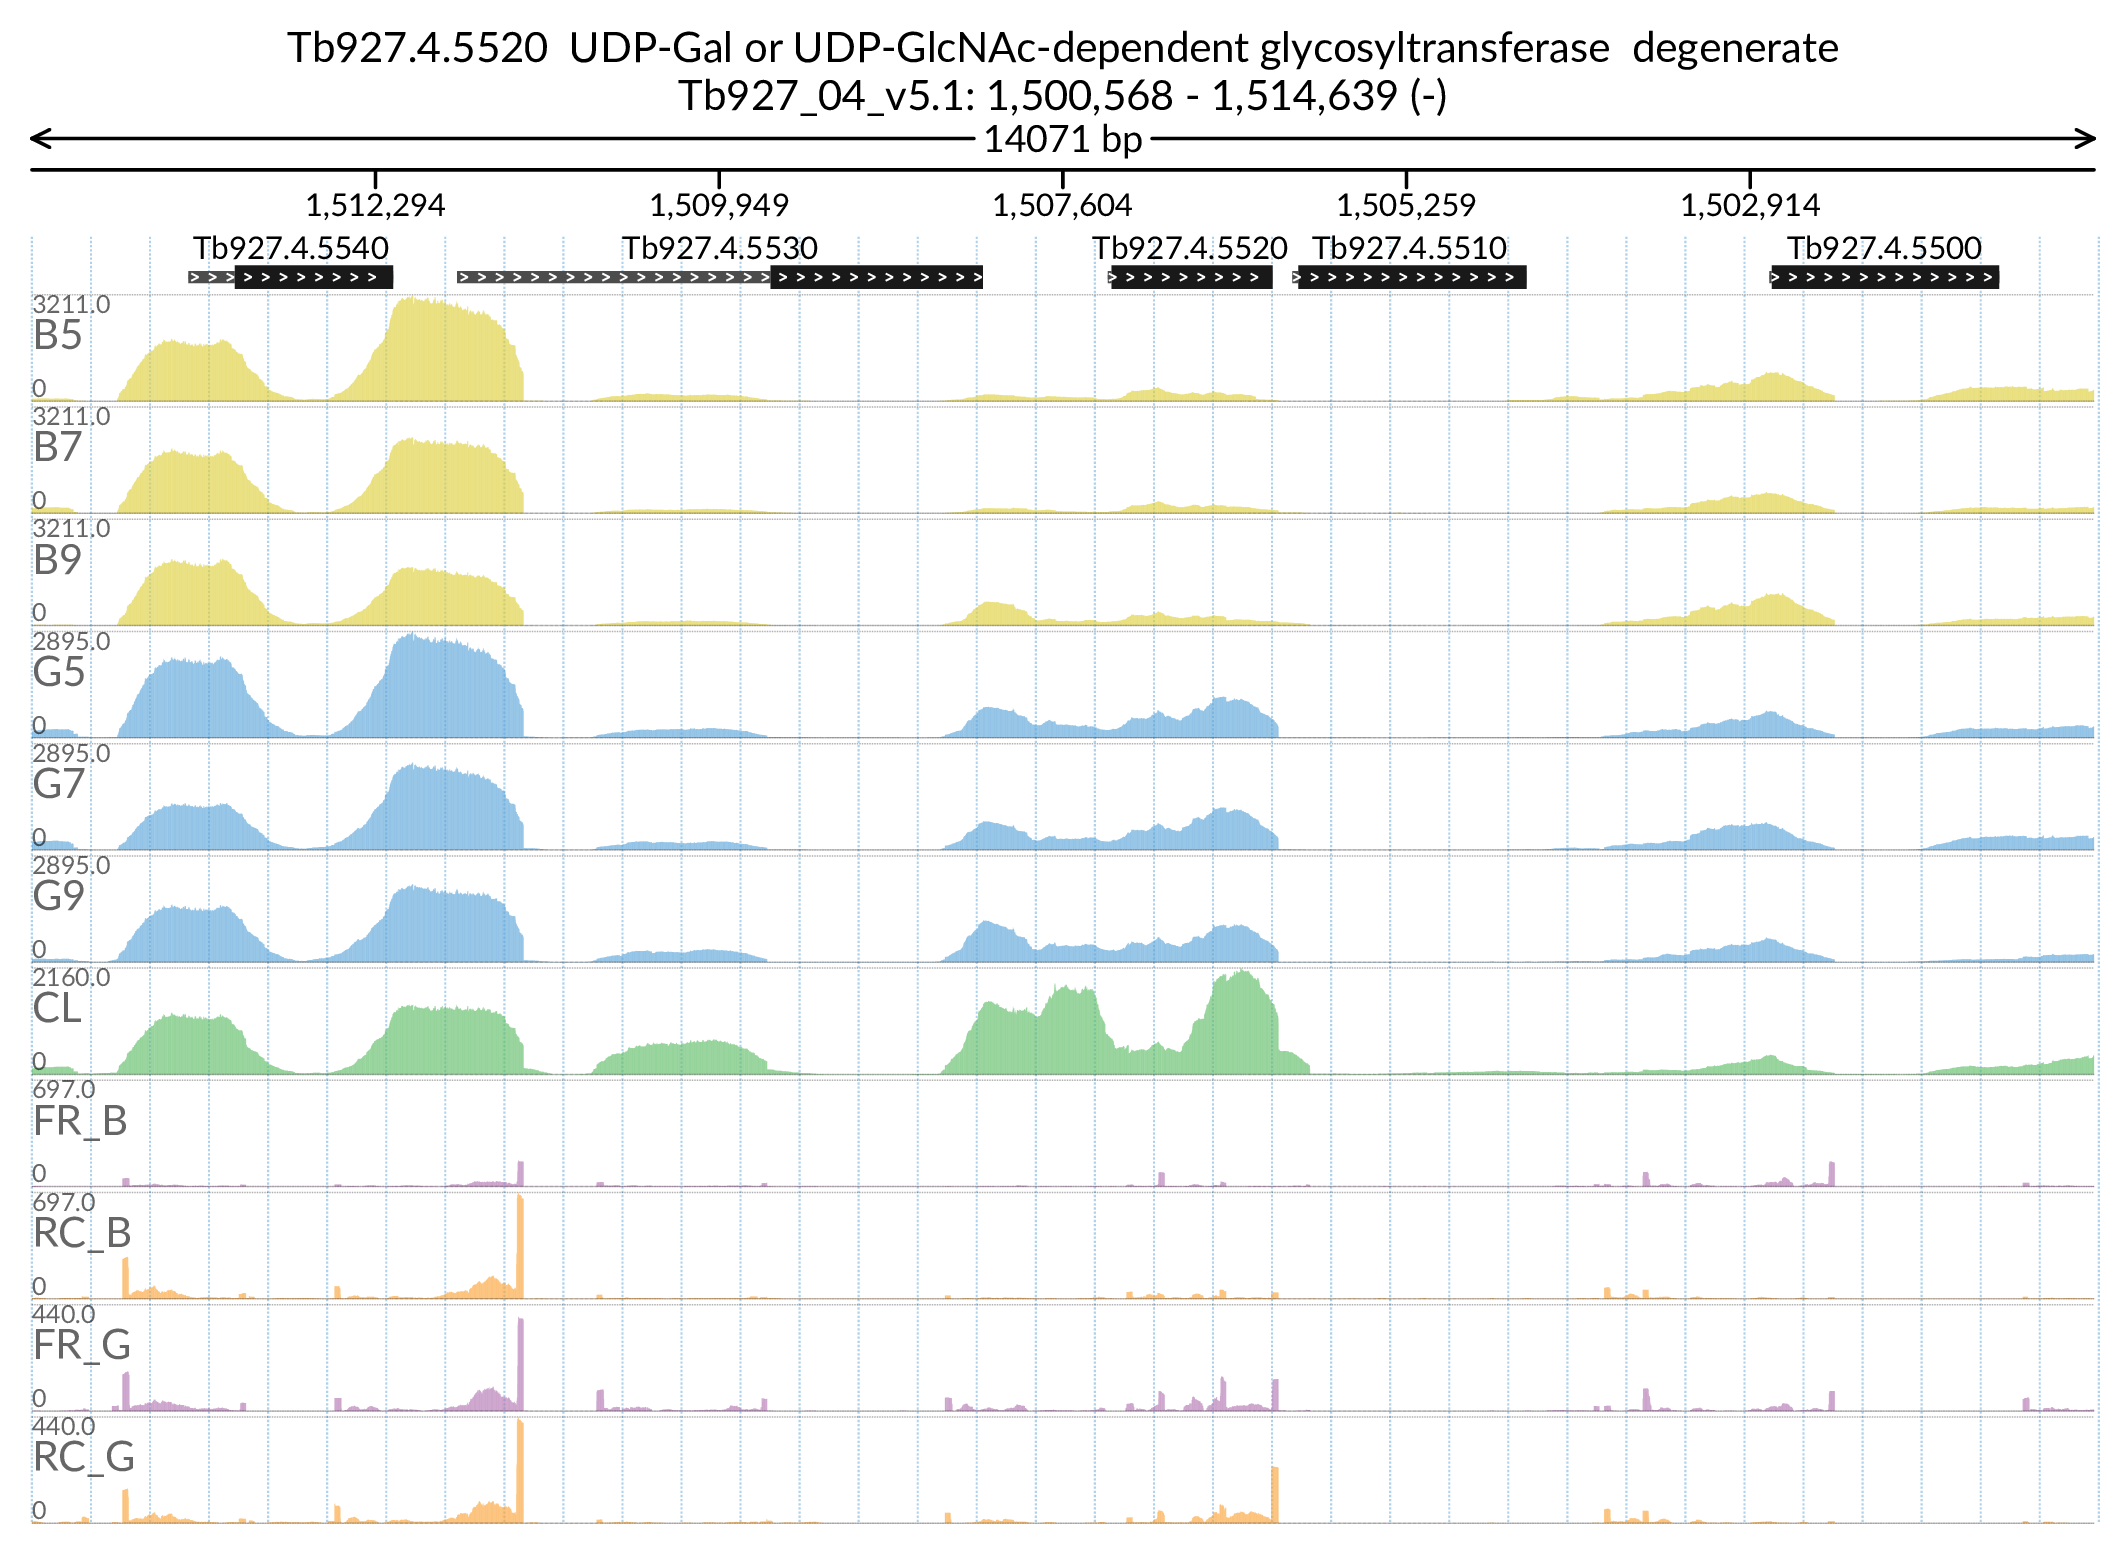 Tb927.4.5520  UDP-Gal or UDP-GlcNAc-dependent glycosyltransferase  degenerate
Tb927_04_v5.1: 1,500,568 - 1,514,639 (-)
14071 bp
1,512,294 1,509,949 1,507,604 1,505,259 1,502,914
Tb927.4.5540 Tb927.4.5530 Tb927.4.5520 Tb927.4.5510 Tb927.4.5500
3211.0
B5
0
3211.0
B7
0
3211.0
B9
0
2895.0
G5
0
2895.0
G7
0
2895.0
G9
0
2160.0
CL
0
697.0
FR_B
0
697.0
RC_B
0
440.0
FR_G
0
440.0
RC_G
0